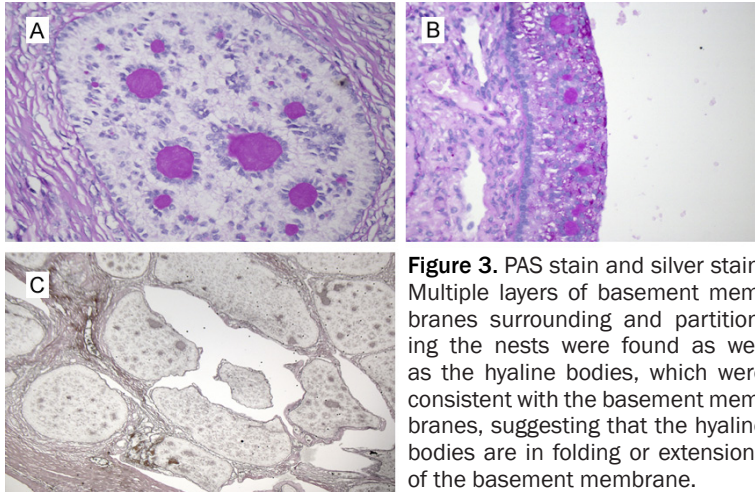 A
B
C
Figure 3. PAS stain and silver stain
Multiple layers of basement mem
branes surrounding and partition
ing the nests were found as we
as the hyaline bodies, which were
consistent with the basement mem
branes, suggesting that the hyaline
bodies are in folding or extension
of the basement membrane.